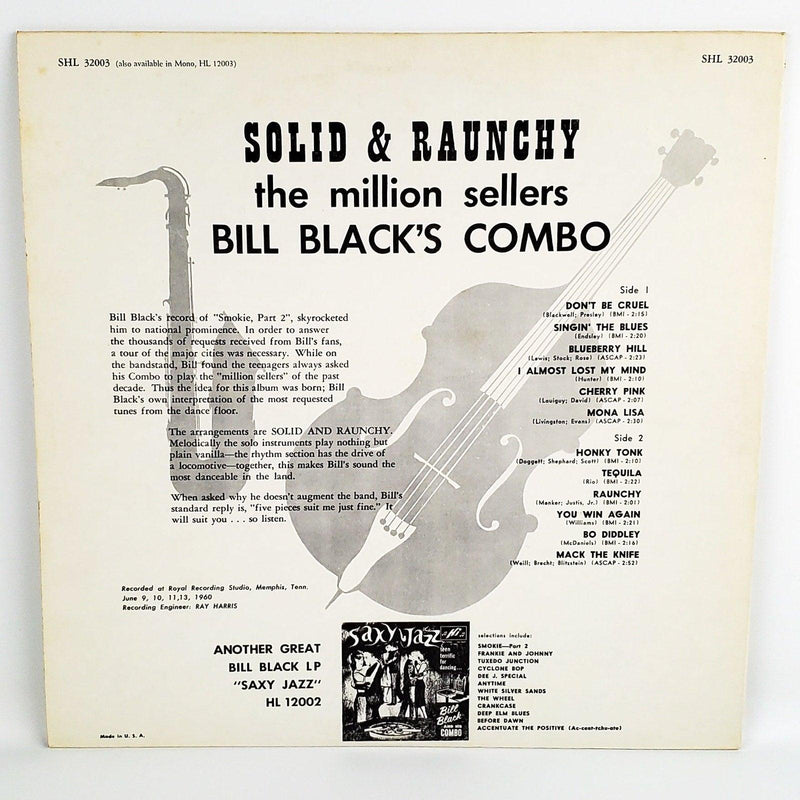 SHL 32003 (also available in Mono, HL 12003)
SHL 32003
SOLID & RAUNCHY
the million sellers
BILL BLACK'S COMBO
Bill Black's record of "Smokie, Part 2", skyrocketed
him to national prominence. In order to answer
the thousands of requests received from Bill's fans,
a tour of the major cities was necessary. While on
the bandstand, Bill found the teenagers always asked
his Combo to play the "million sellers" of the past
decade. Thus the idea for this album was born; Bill
Black's own interpretation of the most requested
tunes from the dance floor.
The arrangements are SOLID AND RAUNCHY.
Melodically the solo instruments play nothing but
plain vanilla—the rhythm section has the drive of
a locomotive—together, this makes Bill's sound the
most danceable in the land.
When asked why he doesn't augment the band, Bill's
standard reply is, "five pieces suit me just fine." It
will suit you . . . so listen.
Side 1
DON'T BE CRUEL
(Blackwell; Presley) (BMI - 2:15)
SINGIN' THE BLUES
(Endsley) (BMI - 2:20)
BLUEBERRY HILL
(Lewis; Stock; Rose) (ASCAP - 2:23)
I ALMOST LOST MY MIND
(Hunter) (BMI - 2:10)
CHERRY PINK
(Louiguy; David) (ASCAP - 2:07)
MONA LISA
(Livingston; Evans) (ASCAP - 2:30)
Side 2
HONKY TONK
(Doggett; Shephard; Scott) (BMI - 2:10)
TEQUILA
(Rio) (BMI - 2:22)
RAUNCHY
(Manker; Justis, Jr.) (BMI - 2:01)
YOU WIN AGAIN
(Williams) (BMI - 2:21)
BO DIDDLEY
(McDaniels) (BMI - 2:16)
MACK THE KNIFE
(Weill; Brecht; Blitzstein) (ASCAP - 2:52)
Recorded at Royal Recording Studio, Memphis, Tenn.
June 9, 10, 11,13, 1960
Recording Engineer: RAY HARRIS
ANOTHER GREAT
BILL BLACK LP
"SAXY JAZZ"
HL 12002
Saxy Jazz
Hi
teen
terrific
for
dancing
Bill
Black
AND HIS
COMBO
selections include:
SMOKIE—Part 2
FRANKIE AND JOHNNY
TUXEDO JUNCTION
CYCLONE BOP
DEE J. SPECIAL
ANYTIME
WHITE SILVER SANDS
THE WHEEL
CRANKCASE
DEEP ELM BLUES
BEFORE DAWN
ACCENTUATE THE POSITIVE (Ac-cent-tchu-ate)
Made in U. S. A.